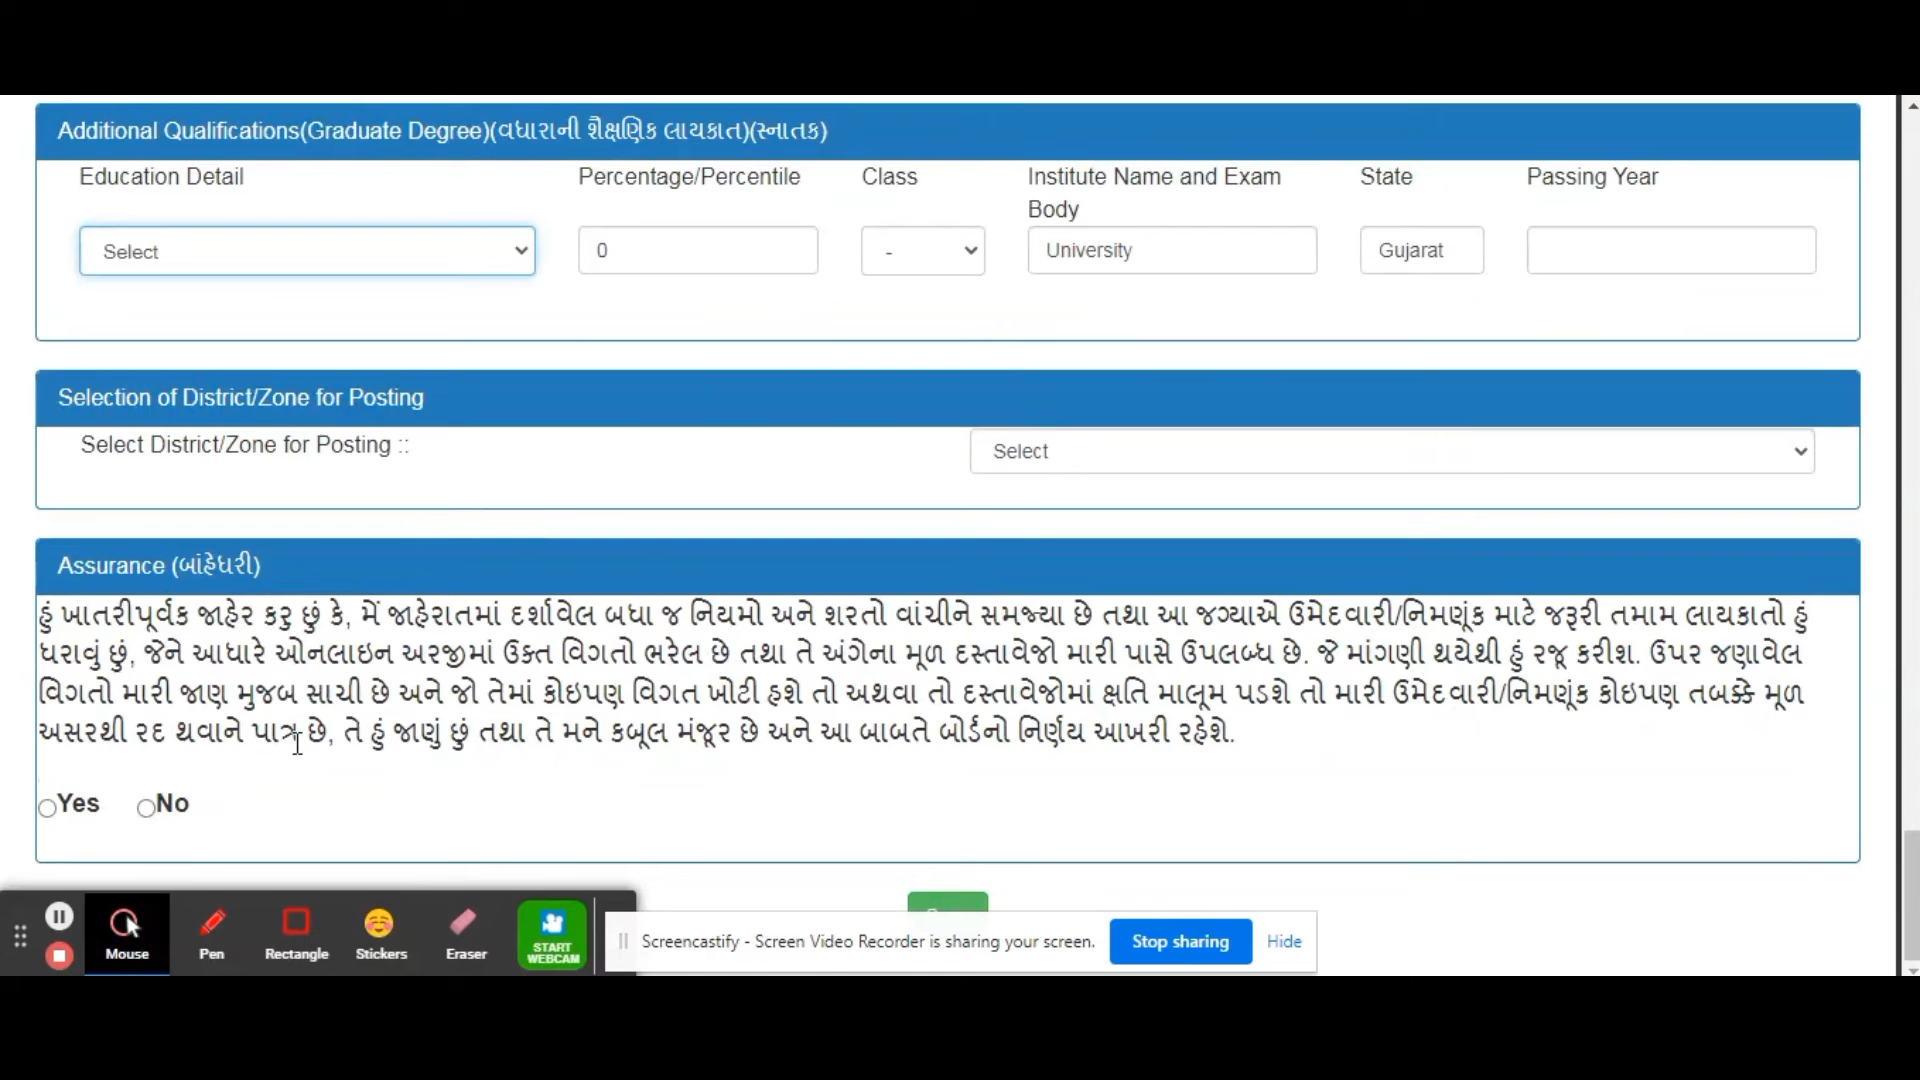 Additional Qualifications(Graduate Degree)(વધારાની શૈક્ષણિક લાયકાત)(સ્નાતક)
Education Detail Percentage/Percentile Class Institute Name and Exam Body State Passing Year
Select 0 - University Gujarat
Selection of District/Zone for Posting
Select District/Zone for Posting :: Select
Assurance (બાંહેધરી)
હું ખાતરીપૂર્વક જાહેર કરુ છું કે, મેં જાહેરાતમાં દર્શાવેલ બધા જ નિયમો અને શરતો વાંચીને સમજ્યા છે તથા આ જગ્યાએ ઉમેદવારી/નિમણૂંક માટે જરૂરી તમામ લાયકાતો હું
ધરાવું છું, જેને આધારે ઓનલાઇન અરજીમાં ઉક્ત વિગતો ભરેલ છે તથા તે અંગેના મૂળ દસ્તાવેજો મારી પાસે ઉપલબ્ધ છે. જે માંગણી થયેથી હું રજૂ કરીશ. ઉપર જણાવેલ
વિગતો મારી જાણ મુજબ સાચી છે અને જો તેમાં કોઇપણ વિગત ખોટી હશે તો અથવા તો દસ્તાવેજોમાં ક્ષતિ માલૂમ પડશે તો મારી ઉમેદવારી/નિમણૂંક કોઇપણ તબક્કે મૂળ
અસરથી રદ થવાને પાત્ર છે, તે હું જાણું છું તથા તે મને કબૂલ મંજૂર છે અને આ બાબતે બોર્ડનો નિર્ણય આખરી રહેશે.
Yes No
Mouse Pen Rectangle Stickers Eraser START WEBCAM
Screencastify - Screen Video Recorder is sharing your screen. Stop sharing Hide